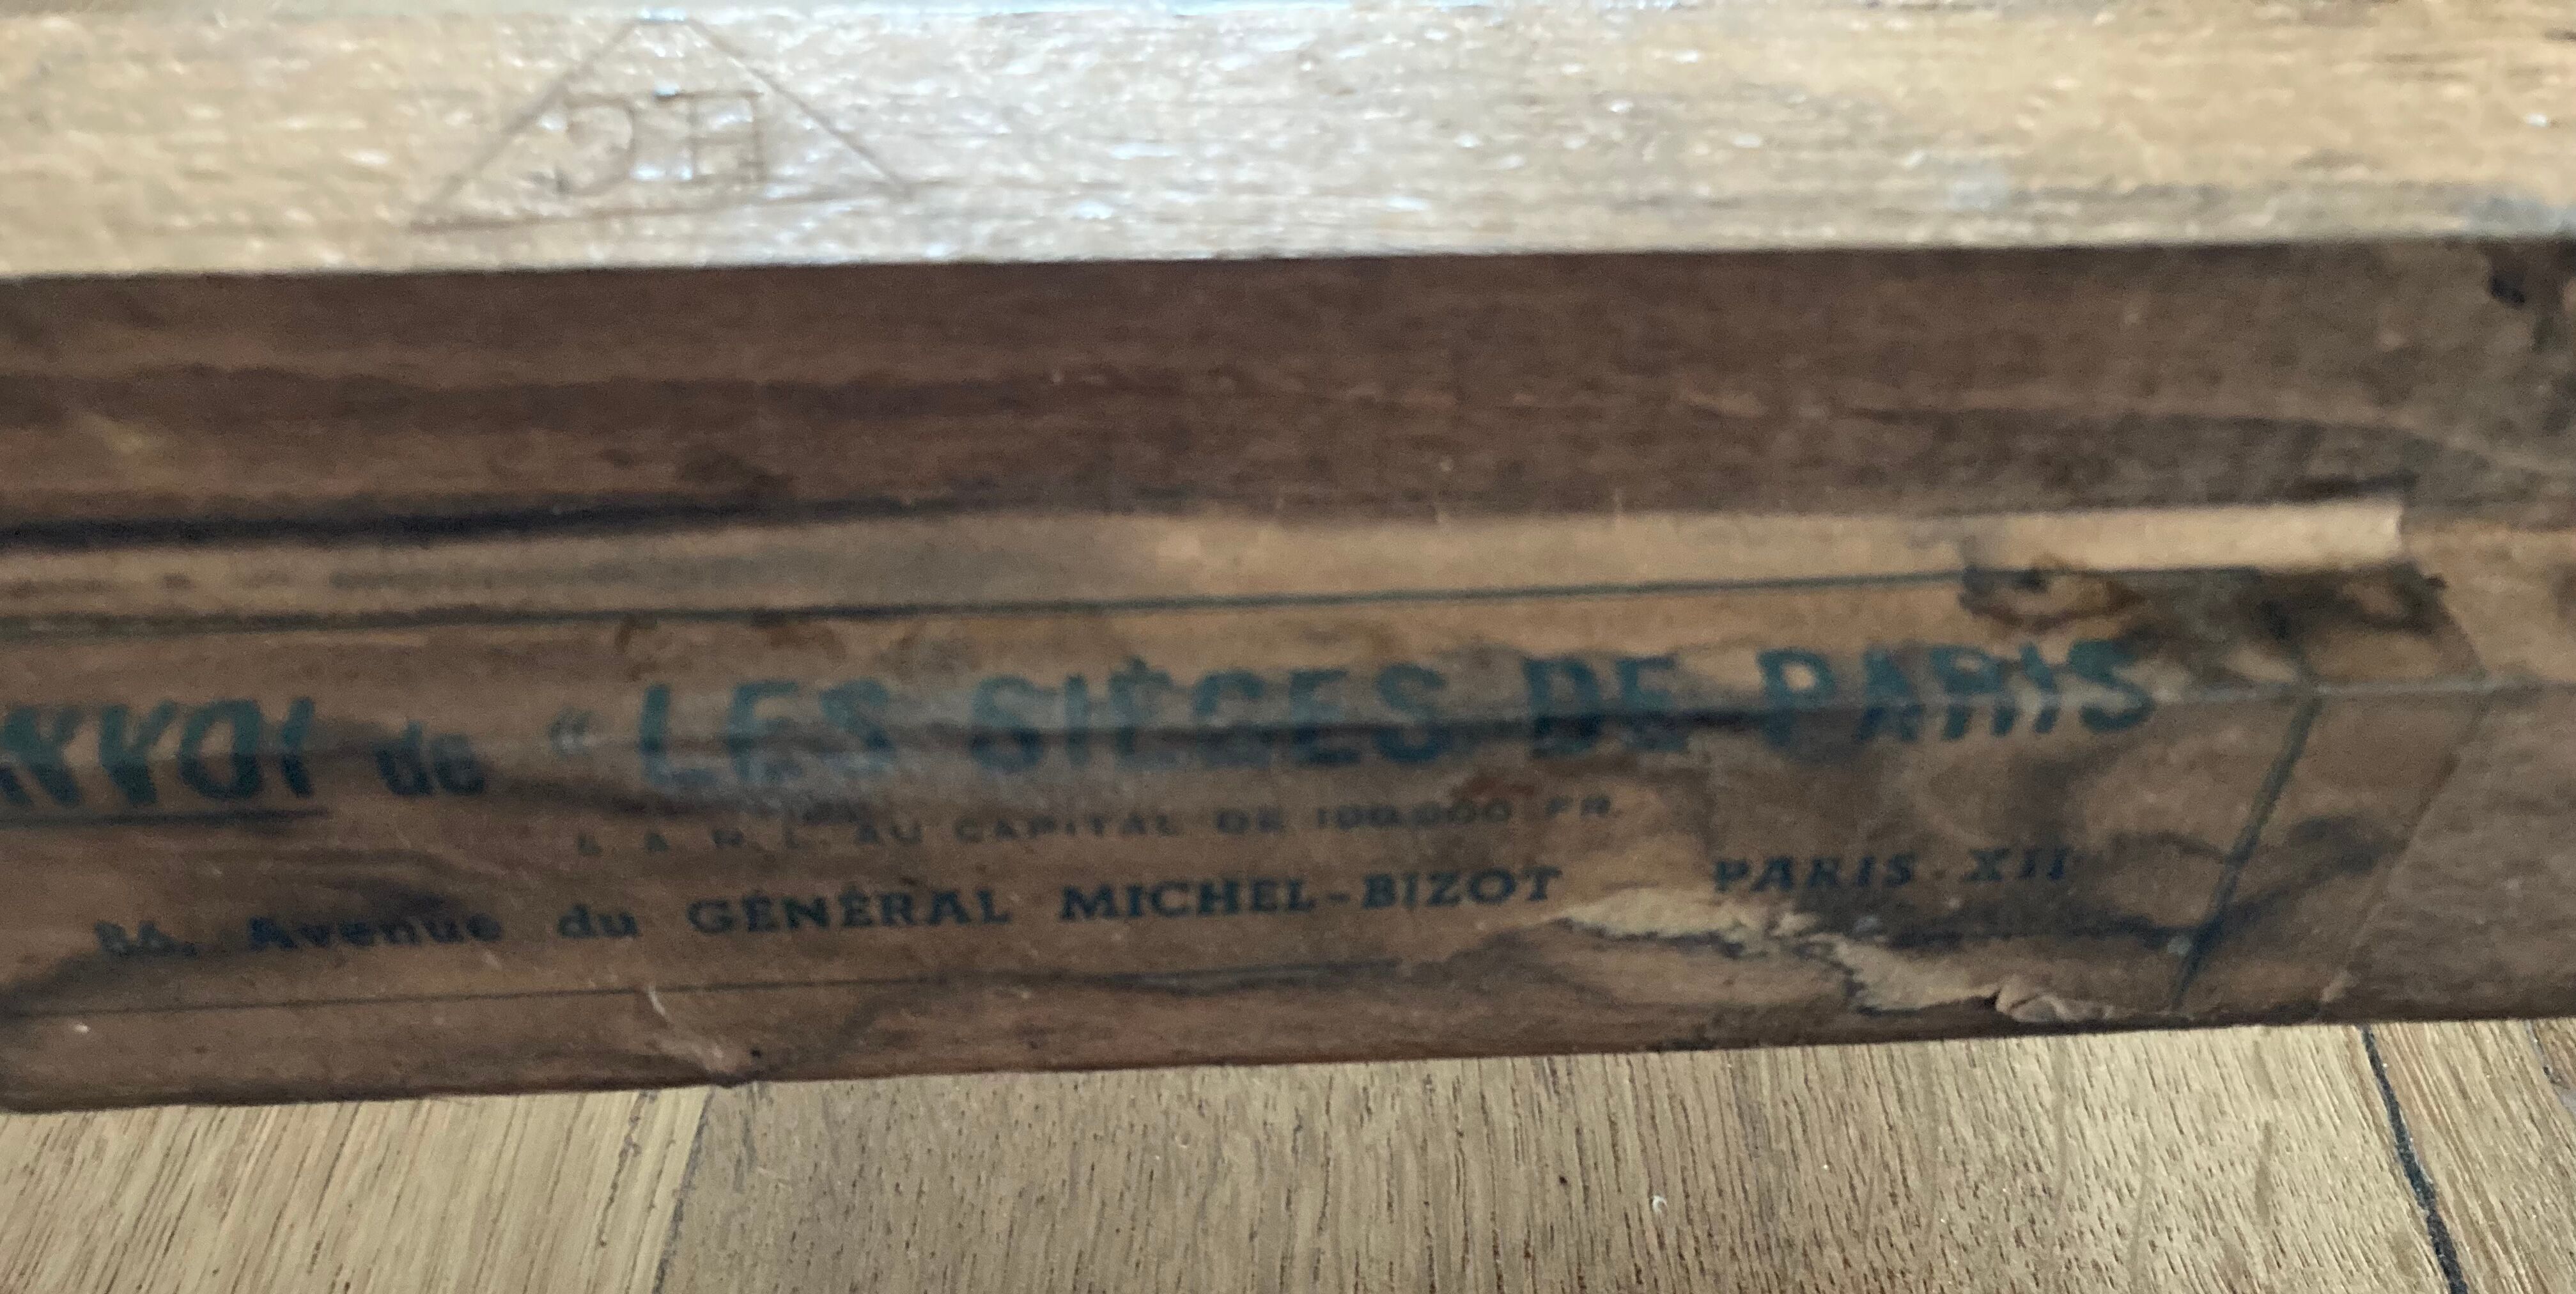 NVOI de « LES SIÈGES DE PARIS
S. A. R. L. AU CAPITAL DE 100.000 FR.
86, Avenue du GÉNÉRAL MICHEL-BIZOT PARIS-XII